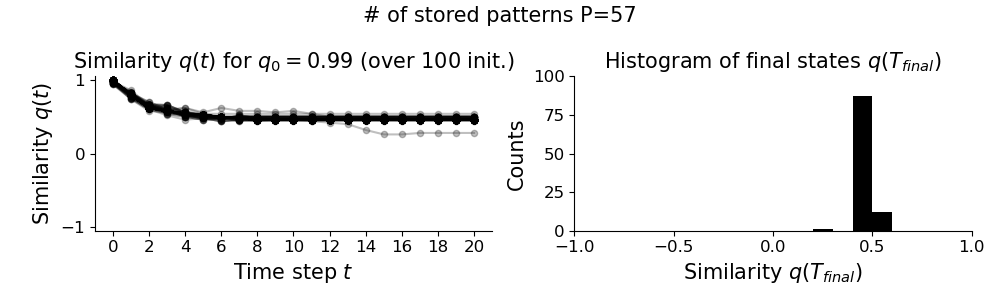 # of stored patterns P=57
Similarity q(t) for q₀ = 0.99 (over 100 init.)
1
0
−1
Similarity q(t)
0 2 4 6 8 10 12 14 16 18 20
Time step t
Histogram of final states q(T_final)
100
75
50
25
0
Counts
−1.0 −0.5 0.0 0.5 1.0
Similarity q(T_final)